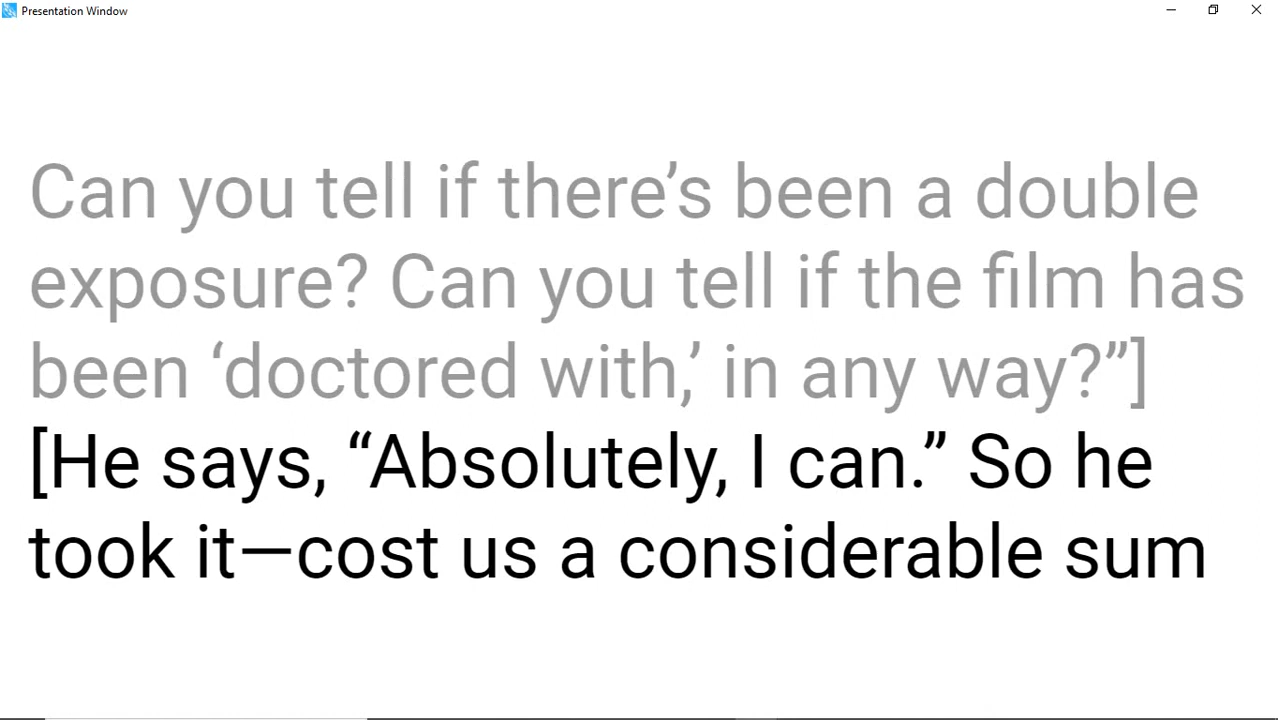 Presentation Window
Can you tell if there’s been a double
exposure? Can you tell if the film has
been ‘doctored with,’ in any way?”]
[He says, “Absolutely, I can.” So he
took it—cost us a considerable sum